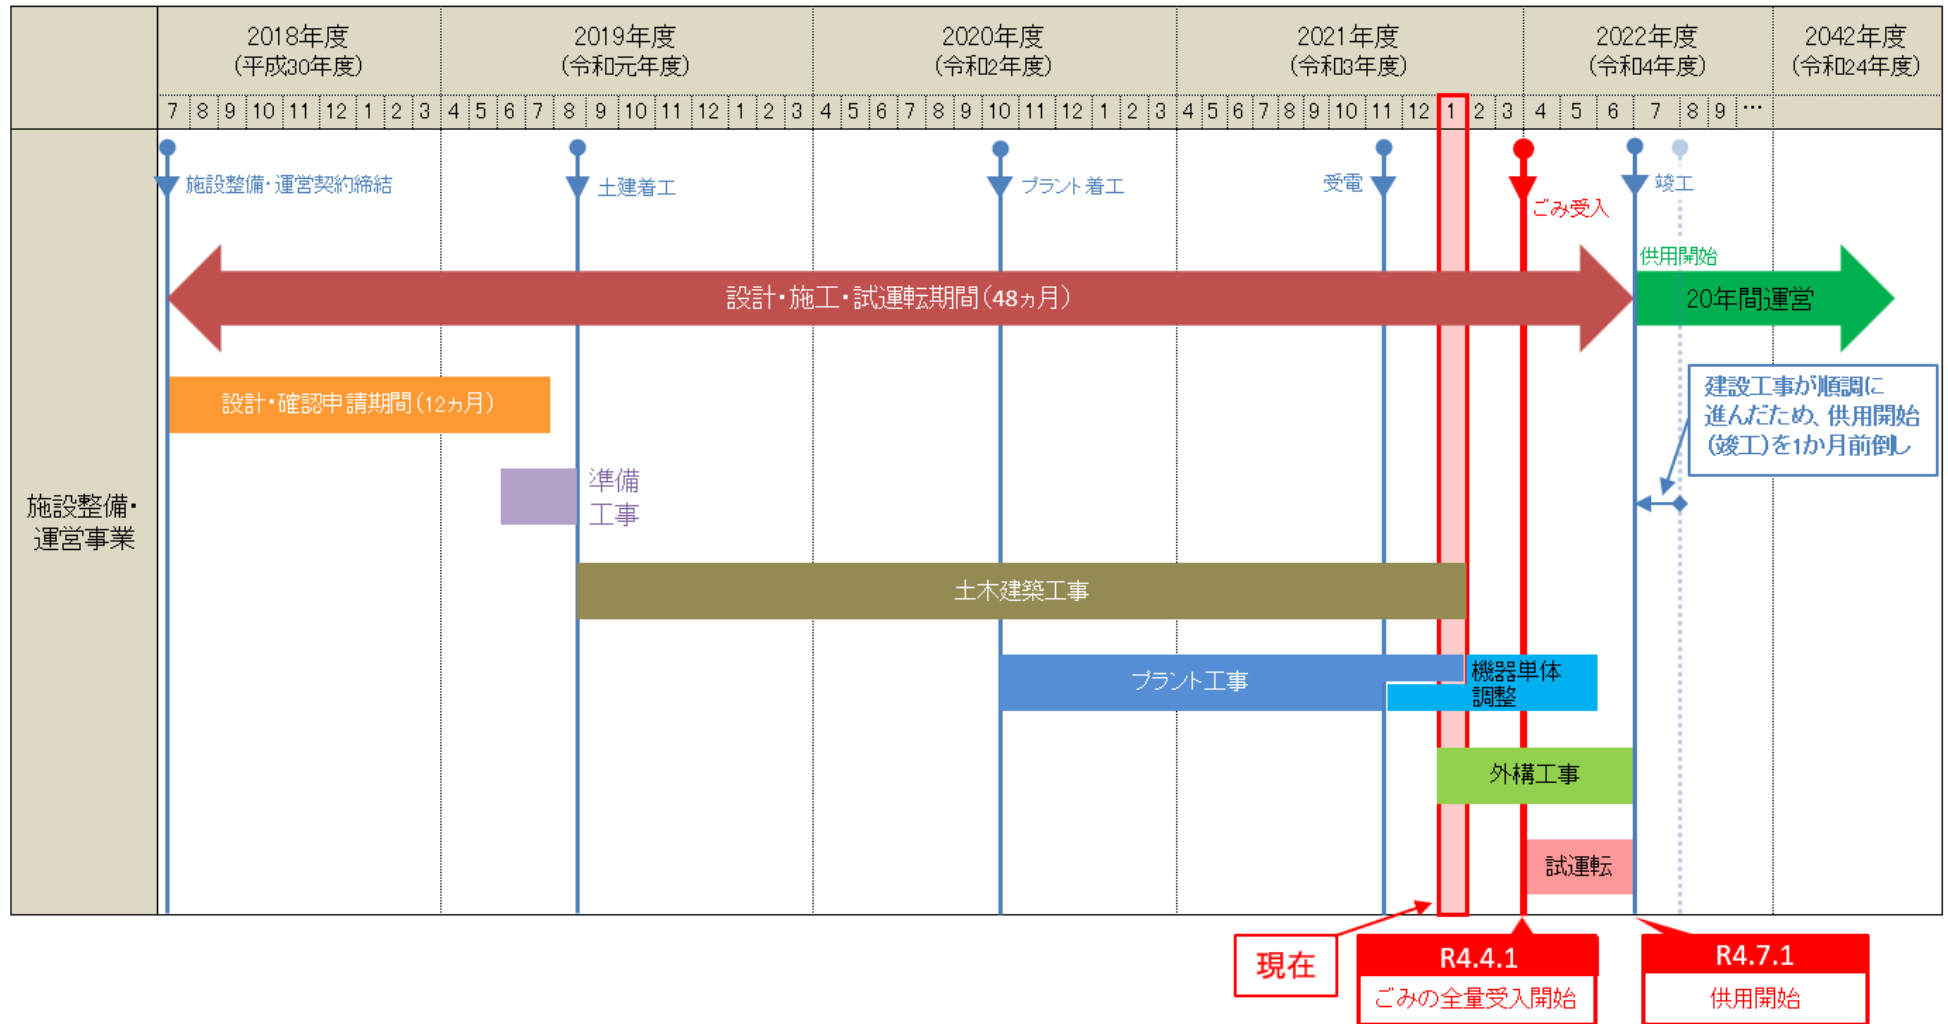 2018年度
(平成30年度)
2019年度
(令和元年度)
2020年度
(令和2年度)
2021年度
(令和3年度)
2022年度
(令和4年度)
2042年度
(令和24年度)
7 8 9 10 11 12 1 2 3 4 5 6 7 8 9 10 11 12 1 2 3 4 5 6 7 8 9 10 11 12 1 2 3 4 5 6 7 8 9 10 11 12 1 2 3 4 5 6 7 8 9 …
施設整備・運営契約締結
土建着工
プラント着工
受電
ごみ受入
竣工
供用開始
設計・施工・試運転期間(48ヵ月)
20年間運営
設計・確認申請期間(12ヵ月)
建設工事が順調に
進んだため、供用開始
(竣工)を1か月前倒し
準備
工事
施設整備・
運営事業
土木建築工事
プラント工事
機器単体
調整
外構工事
試運転
現在
R4.4.1
ごみの全量受入開始
R4.7.1
供用開始